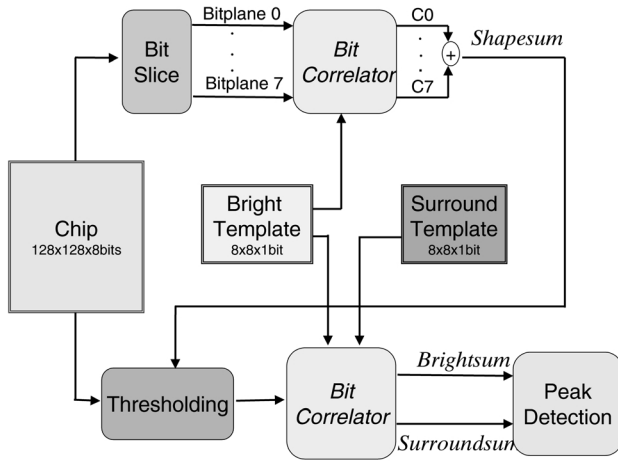 Bitplane 0
Bit
Slice
Bitplane 7
Bit
Correlator
C0
C7
+
Shapesum
Chip
128x128x8bits
Bright
Template
8x8x1bit
Surround
Template
8x8x1bit
Thresholding
Bit
Correlator
Brightsum
Surroundsun
Peak
Detection